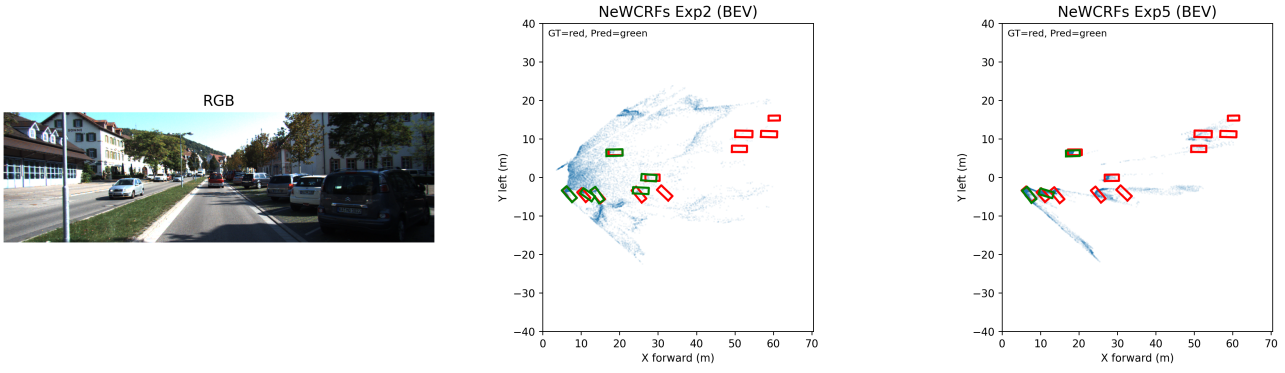 RGB
NeWCRFs Exp2 (BEV)
GT=red, Pred=green
40
30
20
10
0
−10
−20
−30
−40
Y left (m)
0 10 20 30 40 50 60 70
X forward (m)
NeWCRFs Exp5 (BEV)
GT=red, Pred=green
40
30
20
10
0
−10
−20
−30
−40
Y left (m)
0 10 20 30 40 50 60 70
X forward (m)